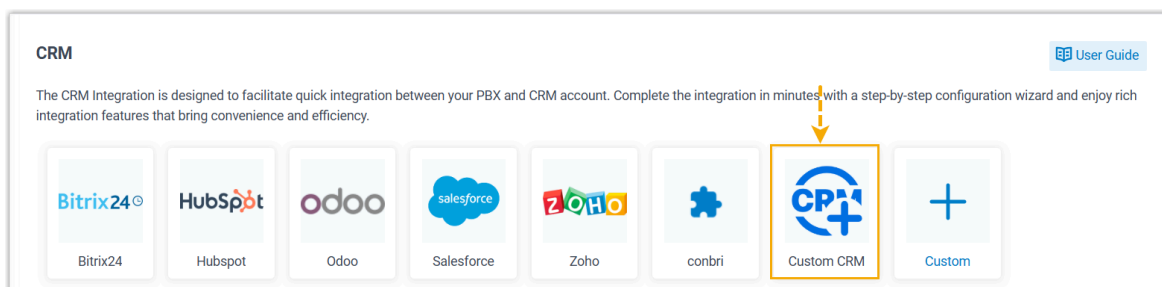 CRM
User Guide
The CRM Integration is designed to facilitate quick integration between your PBX and CRM account. Complete the integration in minutes with a step-by-step configuration wizard and enjoy rich
integration features that bring convenience and efficiency.
Bitrix24
HubSpot
odoo
salesforce
ZOHO
CRM
Bitrix24
Hubspot
Odoo
Salesforce
Zoho
conbri
Custom CRM
Custom